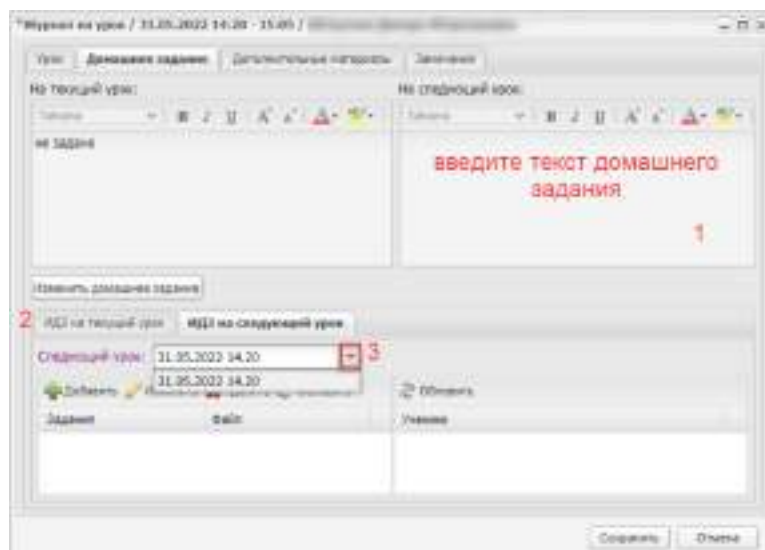 Журнал на урок / 31.05.2022 14:20 - 15:05 /
Урок Домашнее задание Дополнительные материалы Замечания
На текущий урок: На следующий урок:
Tahoma Tahoma
не задано
введите текст домашнего
задания
1
Изменить домашнее задание
2 ИДЗ на текущий урок ИДЗ на следующий урок
Следующий урок: 31.05.2022 14.20 3
31.05.2022 14.20
Добавить Обновить
Задание Файл Ученик
Сохранить Отмена